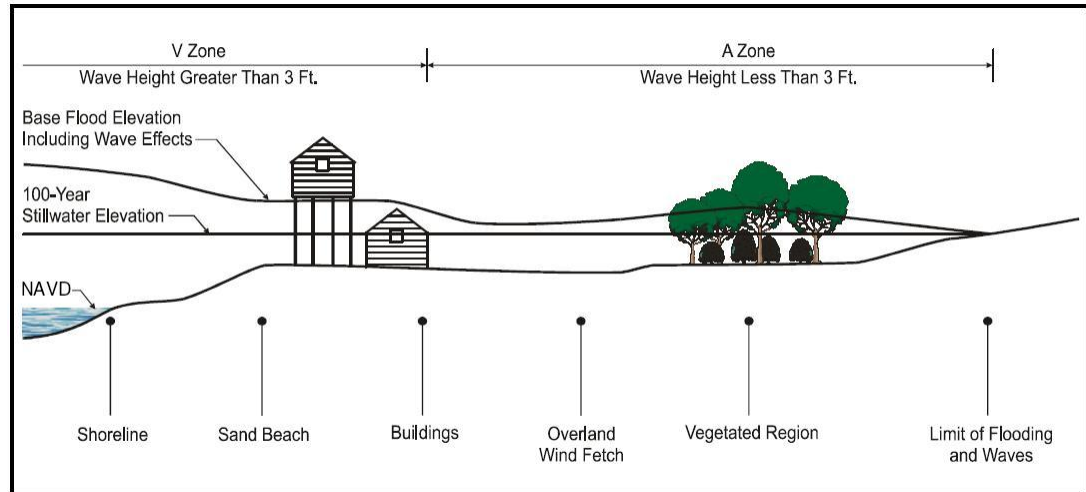 V Zone
Wave Height Greater Than 3 Ft.
A Zone
Wave Height Less Than 3 Ft.
Base Flood Elevation
Including Wave Effects
100-Year
Stillwater Elevation
NAVD
Shoreline
Sand Beach
Buildings
Overland
Wind Fetch
Vegetated Region
Limit of Flooding
and Waves